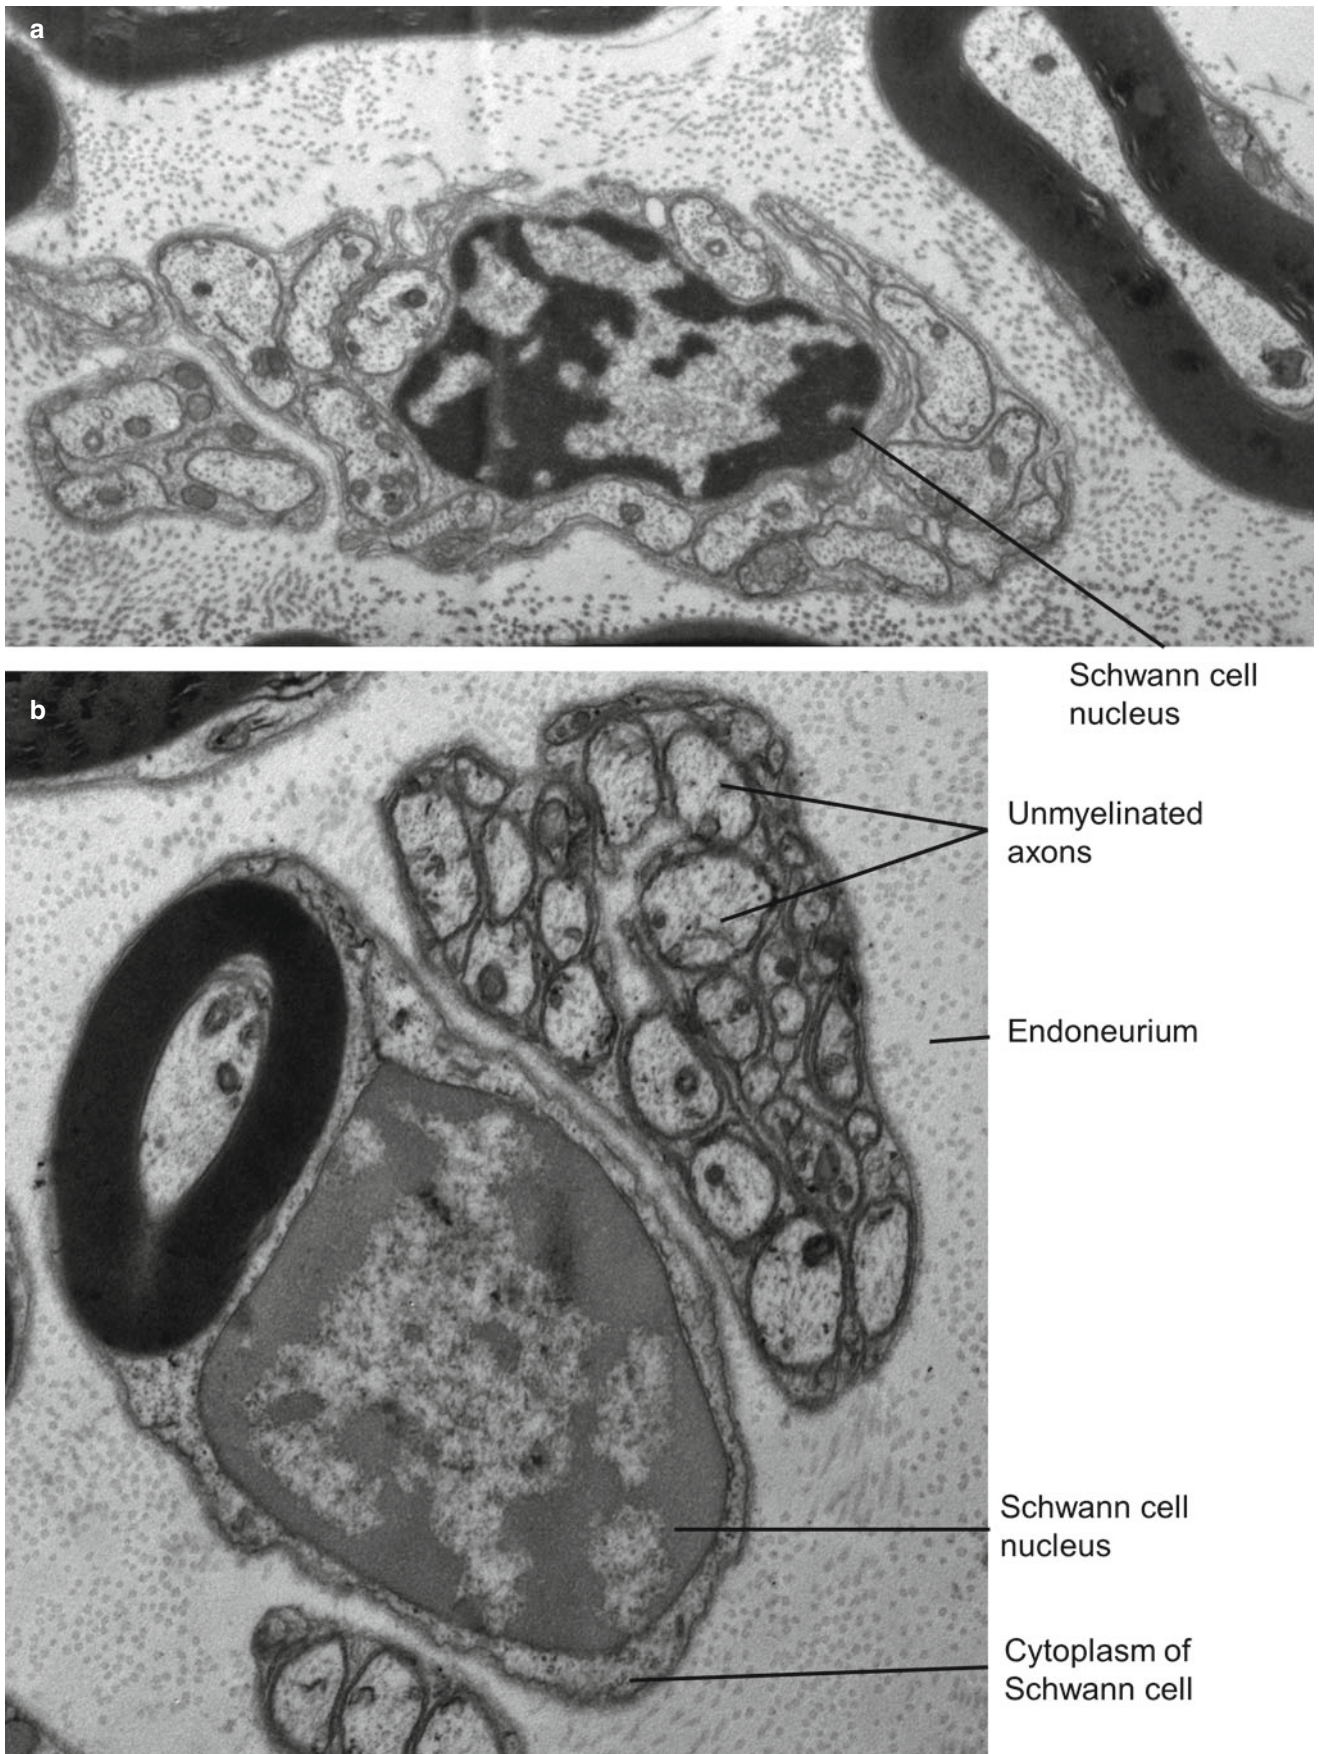 a
Schwann cell
nucleus
b
Unmyelinated
axons
Endoneurium
Schwann cell
nucleus
Cytoplasm of
Schwann cell